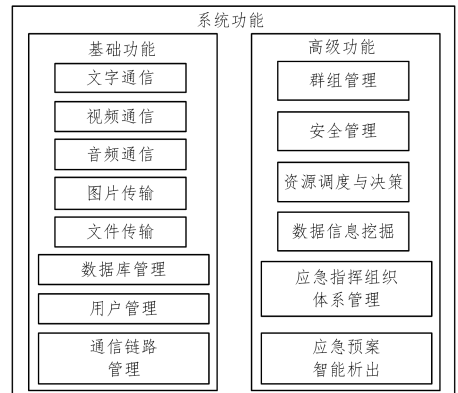 系统功能
基础功能
文字通信
视频通信
音频通信
图片传输
文件传输
数据库管理
用户管理
通信链路
管理
高级功能
群组管理
安全管理
资源调度与决策
数据信息挖掘
应急指挥组织
体系管理
应急预案
智能析出